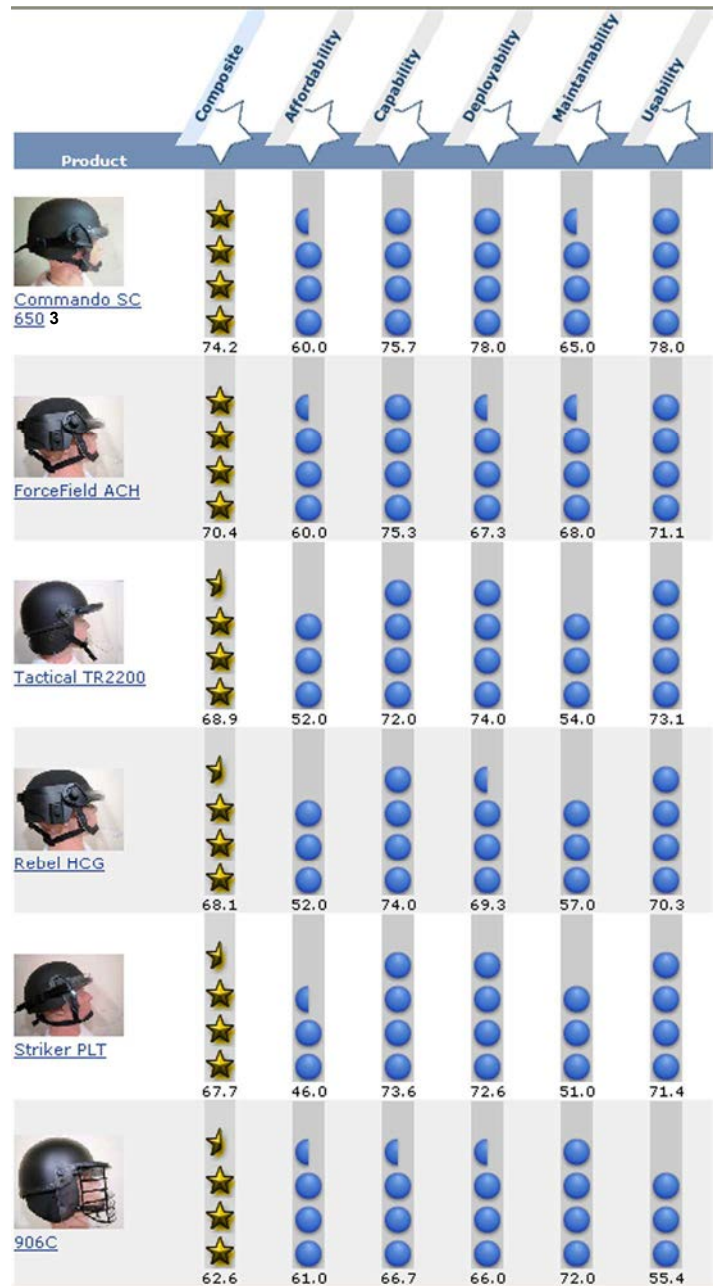 Composite
Affordability
Capability
Deployability
Maintainability
Usability
Product
Commando SC
650 3
74.2 60.0 75.7 78.0 65.0 78.0
ForceField ACH
70.4 60.0 75.3 67.3 68.0 71.1
Tactical TR2200
68.9 52.0 72.0 74.0 54.0 73.1
Rebel HCG
68.1 52.0 74.0 69.3 57.0 70.3
Striker PLT
67.7 46.0 73.6 72.6 51.0 71.4
906C
62.6 61.0 66.7 66.0 72.0 55.4